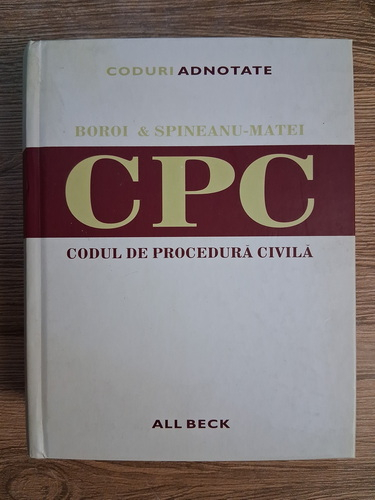 CODURI ADNOTATE
BOROI & SPINEANU-MATEI
CPC
CODUL DE PROCEDURĂ CIVILĂ
ALL BECK